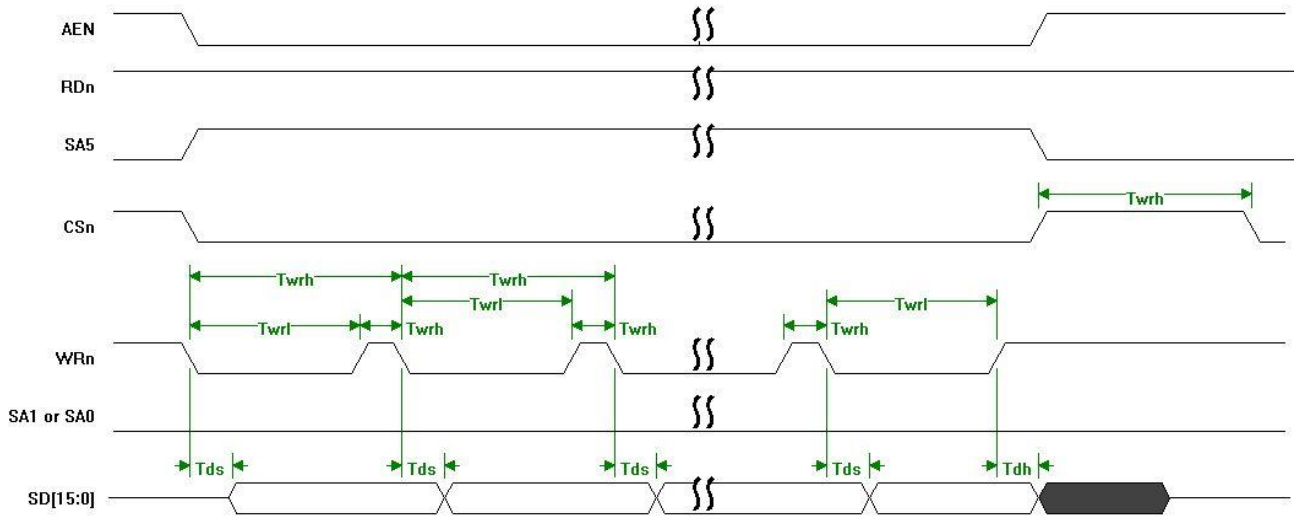 AEN
RDn
SA5
Twrh
CSn
Twrh Twrh
Twrl Twrl
Twrl Twrh Twrh Twrh
WRn
SA1 or SA0
Tds Tds Tds Tds Tdh
SD[15:0]